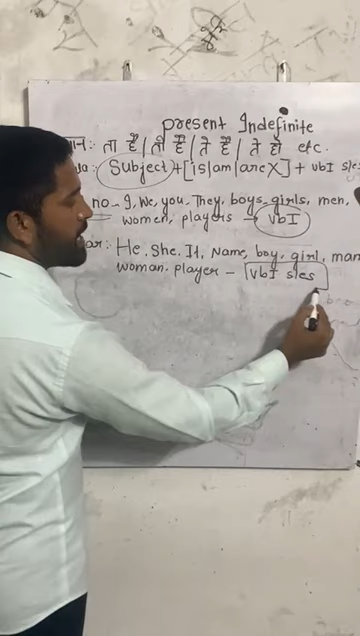 present Indefinite
ान: ता है / ती है / ते हैं / ते हो etc.
Subject + [is/am/are X] + vbI s/es
no - I, We, you, They, boys, girls, men,
women, players - vbI
ar: He, She, It, Name, boy, girl, man
woman, player - vbI s/es